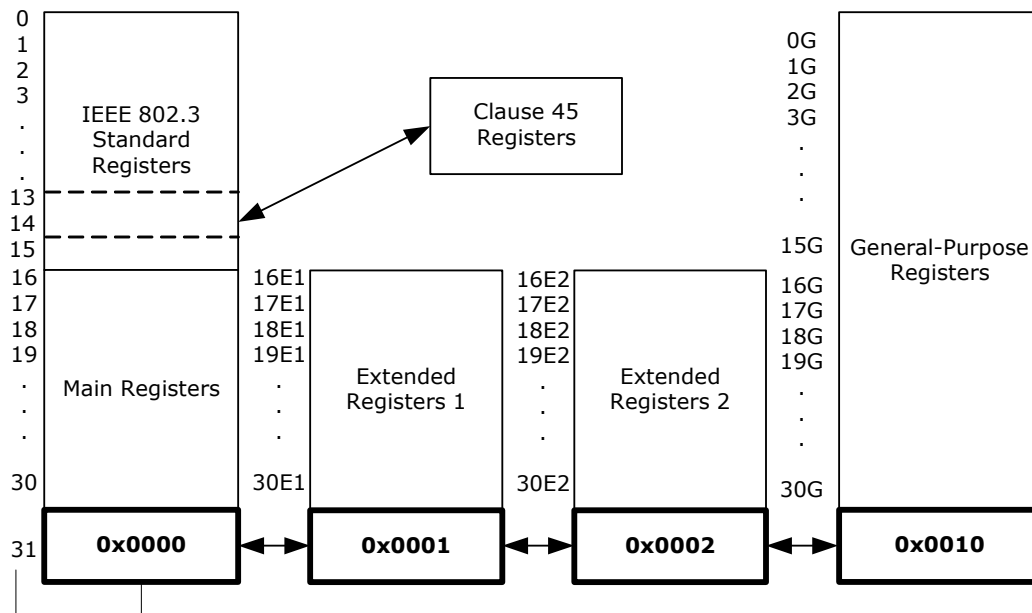 0
1
2
3
.
.
.
13
14
15
16
17
18
19
.
.
.
30
31
IEEE 802.3
Standard
Registers
Main Registers
0x0000
Clause 45
Registers
16E1
17E1
18E1
19E1
.
.
.
30E1
Extended
Registers 1
0x0001
16E2
17E2
18E2
19E2
.
.
.
30E2
Extended
Registers 2
0x0002
0G
1G
2G
3G
.
.
.
15G
16G
17G
18G
19G
.
.
.
30G
General-Purpose
Registers
0x0010